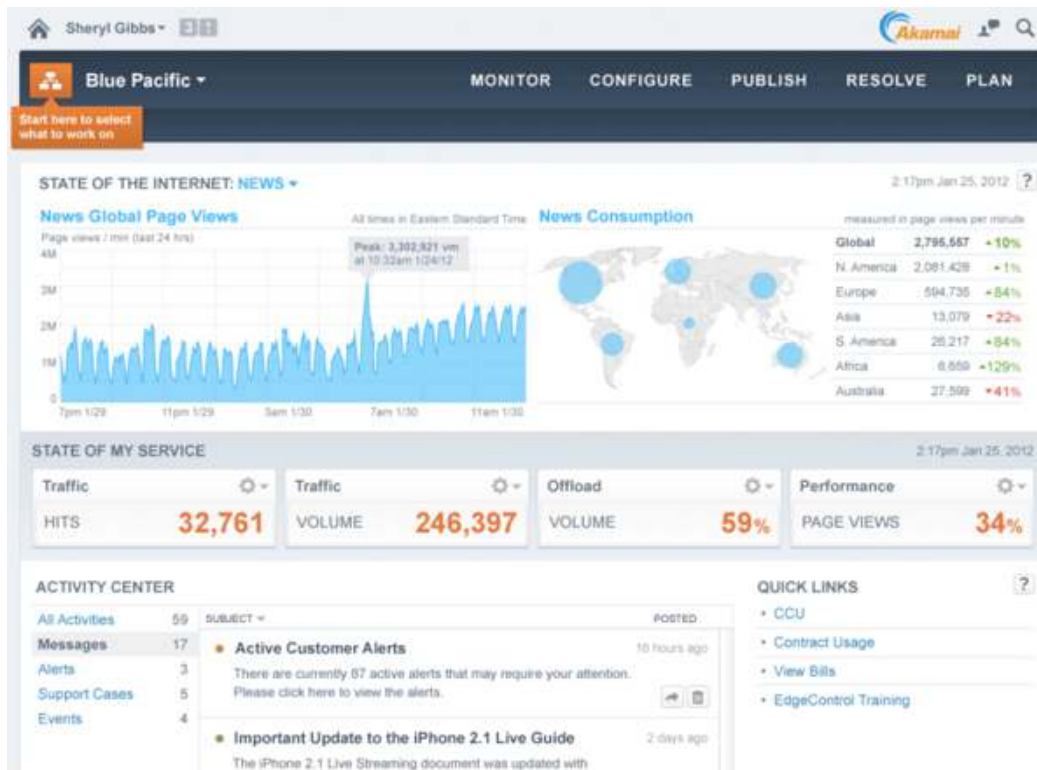 Sheryl Gibbs
Akamai
Blue Pacific
MONITOR CONFIGURE PUBLISH RESOLVE PLAN
Start here to select
what to work on
STATE OF THE INTERNET: NEWS
2:17pm Jan 25, 2012 ?
News Global Page Views
All times in Eastern Standard Time
Page views / min (last 24 hrs)
4M
3M
2M
1M
0
Peak: 3,302,921 vm
at 10:32am 1/24/12
7pm 1/29 11pm 1/29 3am 1/30 7am 1/30 11am 1/30
News Consumption
measured in page views per minute
Global 2,795,557 10%
N. America 2,081,428 1%
Europe 594,735 84%
Asia 13,079 22%
S. America 28,217 84%
Africa 6,659 129%
Australia 27,599 41%
STATE OF MY SERVICE
2:17pm Jan 25, 2012
Traffic
HITS 32,761
Traffic
VOLUME 246,397
Offload
VOLUME 59%
Performance
PAGE VIEWS 34%
ACTIVITY CENTER
All Activities 59
Messages 17
Alerts 3
Support Cases 5
Events 4
SUBJECT POSTED
Active Customer Alerts 10 hours ago
There are currently 87 active alerts that may require your attention.
Please click here to view the alerts.
Important Update to the iPhone 2.1 Live Guide 2 days ago
The iPhone 2.1 Live Streaming document was updated with
QUICK LINKS ?
CCU
Contract Usage
View Bills
EdgeControl Training